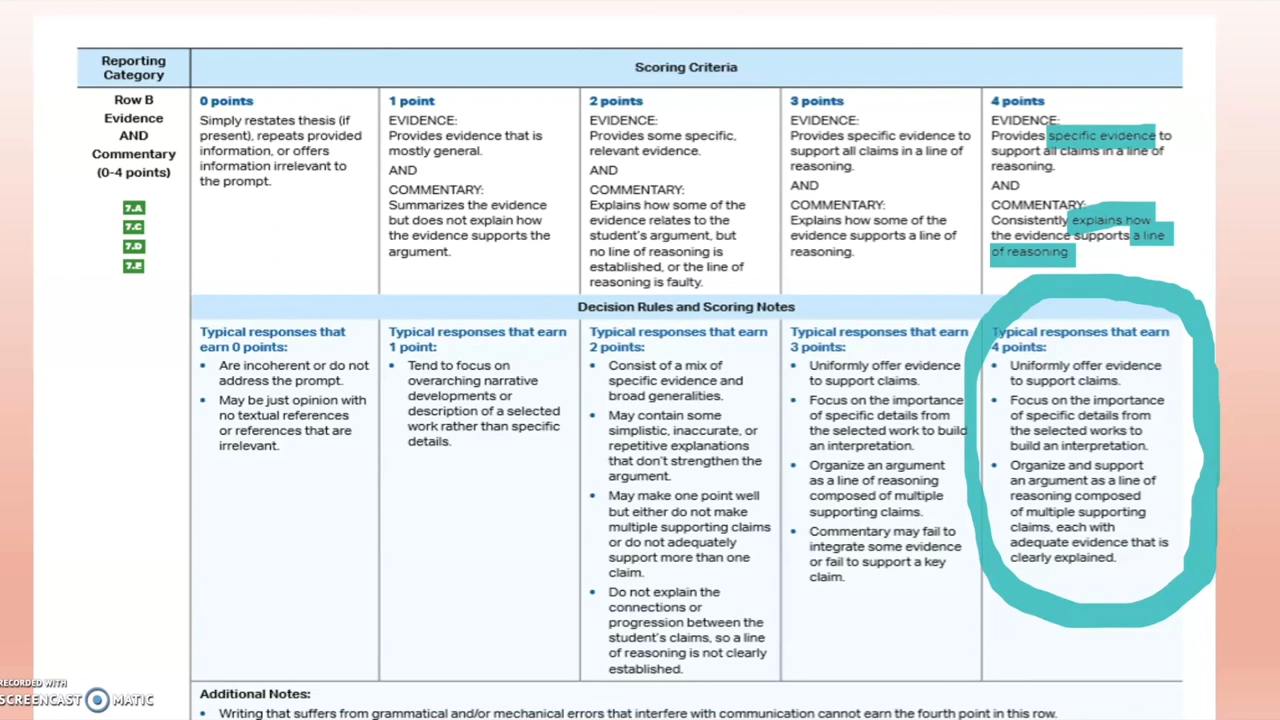 Reporting
Category
Scoring Criteria
Row B
Evidence
AND
Commentary
(0-4 points)
7.A
7.C
7.D
7.E
0 points
Simply restates thesis (if
present), repeats provided
information, or offers
information irrelevant to
the prompt.
1 point
EVIDENCE:
Provides evidence that is
mostly general.
AND
COMMENTARY:
Summarizes the evidence
but does not explain how
the evidence supports the
argument.
2 points
EVIDENCE:
Provides some specific,
relevant evidence.
AND
COMMENTARY:
Explains how some of the
evidence relates to the
student's argument, but
no line of reasoning is
established, or the line of
reasoning is faulty.
3 points
EVIDENCE:
Provides specific evidence to
support all claims in a line of
reasoning.
AND
COMMENTARY:
Explains how some of the
evidence supports a line of
reasoning.
4 points
EVIDENCE:
Provides specific evidence to
support all claims in a line of
reasoning.
AND
COMMENTARY:
Consistently explains how
the evidence supports a line
of reasoning.
Decision Rules and Scoring Notes
Typical responses that
earn 0 points:
• Are incoherent or do not
address the prompt.
• May be just opinion with
no textual references
or references that are
irrelevant.
Typical responses that earn
1 point:
• Tend to focus on
overarching narrative
developments or
description of a selected
work rather than specific
details.
Typical responses that earn
2 points:
• Consist of a mix of
specific evidence and
broad generalities.
• May contain some
simplistic, inaccurate, or
repetitive explanations
that don't strengthen the
argument.
• May make one point well
but either do not make
multiple supporting claims
or do not adequately
support more than one
claim.
• Do not explain the
connections or
progression between the
student's claims, so a line
of reasoning is not clearly
established.
Typical responses that earn
3 points:
• Uniformly offer evidence
to support claims.
• Focus on the importance
of specific details from
the selected work to build
an interpretation.
• Organize an argument
as a line of reasoning
composed of multiple
supporting claims.
• Commentary may fail to
integrate some evidence
or fail to support a key
claim.
Typical responses that earn
4 points:
• Uniformly offer evidence
to support claims.
• Focus on the importance
of specific details from
the selected works to
build an interpretation.
• Organize and support
an argument as a line of
reasoning composed
of multiple supporting
claims, each with
adequate evidence that is
clearly explained.
Additional Notes:
• Writing that suffers from grammatical and/or mechanical errors that interfere with communication cannot earn the fourth point in this row.
RECORDED WITH
SCREENCAST MATIC